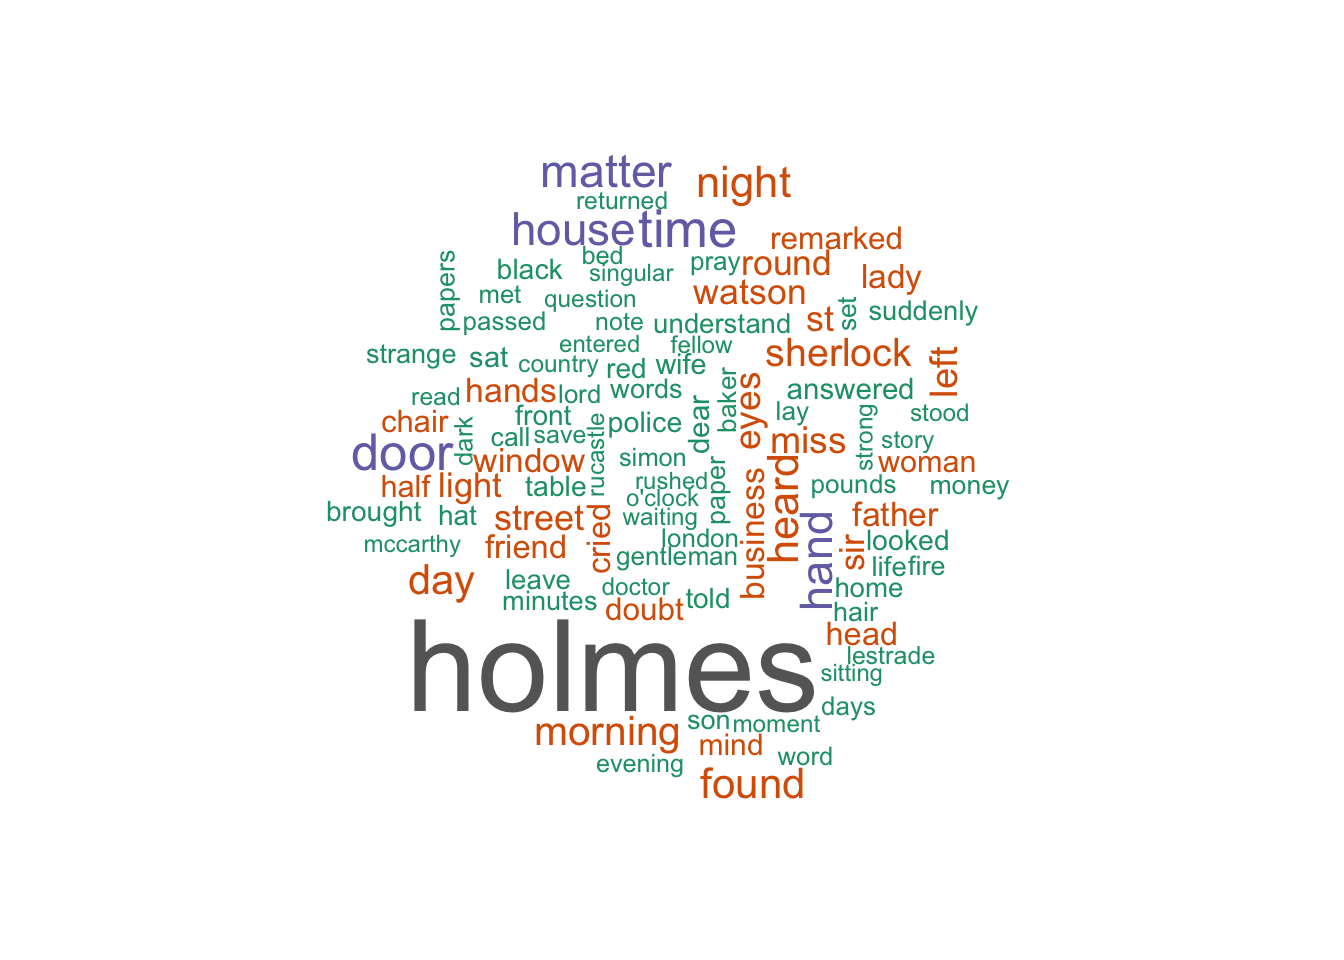 matter
night
returned
house
time
remarked
bed
papers
black
singular
pray
round
lady
met
question
watson
set
suddenly
passed
note
understand
st
strange
sat
entered
fellow
sherlock
left
country
red
wife
read
hands
lord
words
baker
eyes
answered
chair
front
police
dear
lay
strong
stood
door
dark
call
save
rucastle
simon
miss
story
window
heard
woman
half
light
table
rushed
paper
business
pounds
money
o'clock
brought
hat
street
waiting
hand
father
mccarthy
friend
cried
london
sir
looked
gentleman
life
fire
day
leave
doctor
home
minutes
doubt
told
hair
holmes
head
lestrade
sitting
days
morning
son
moment
mind
word
evening
found